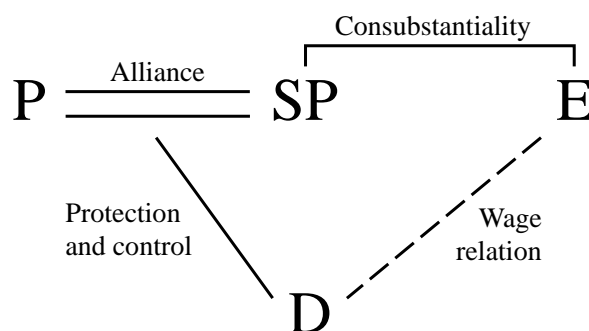 Consubstantiality
Alliance
P
SP
E
Protection
and control
Wage
relation
D